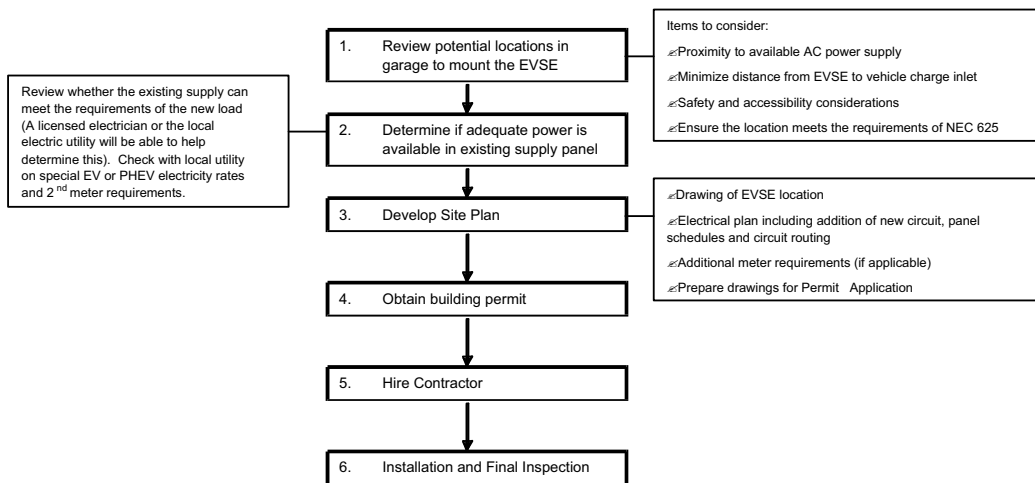 1. Review potential locations in
garage to mount the EVSE
Items to consider:
✍Proximity to available AC power supply
✍Minimize distance from EVSE to vehicle charge inlet
✍Safety and accessibility considerations
✍Ensure the location meets the requirements of NEC 625
Review whether the existing supply can
meet the requirements of the new load
(A licensed electrician or the local
electric utility will be able to help
determine this). Check with local utility
on special EV or PHEV electricity rates
and 2nd meter requirements.
2. Determine if adequate power is
available in existing supply panel
3. Develop Site Plan
✍Drawing of EVSE location
✍Electrical plan including addition of new circuit, panel
schedules and circuit routing
✍Additional meter requirements (if applicable)
✍Prepare drawings for Permit Application
4. Obtain building permit
5. Hire Contractor
6. Installation and Final Inspection